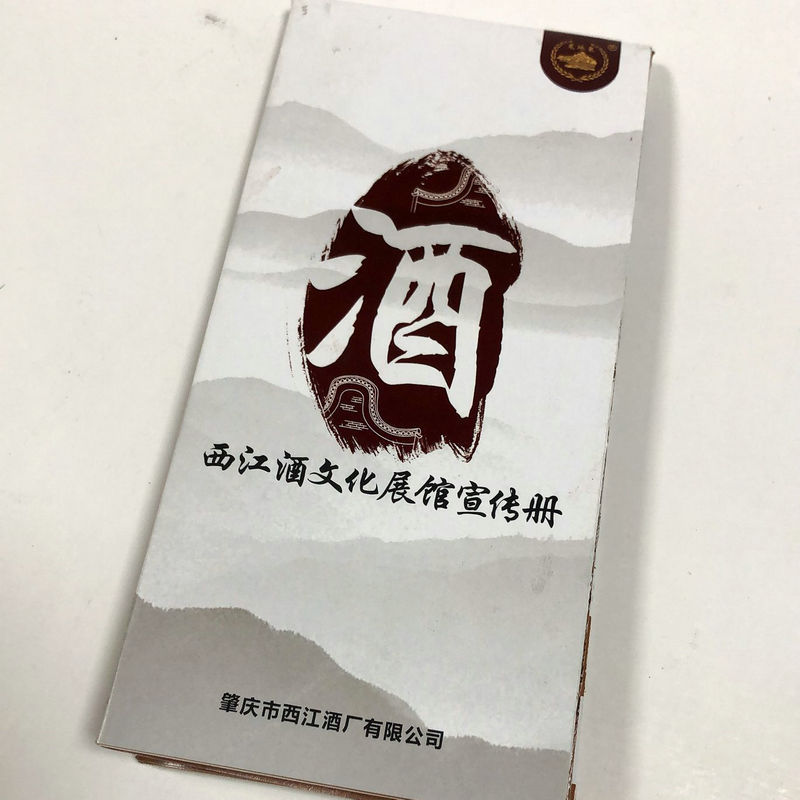 酒
西江酒文化展馆宣传册
肇庆市西江酒厂有限公司